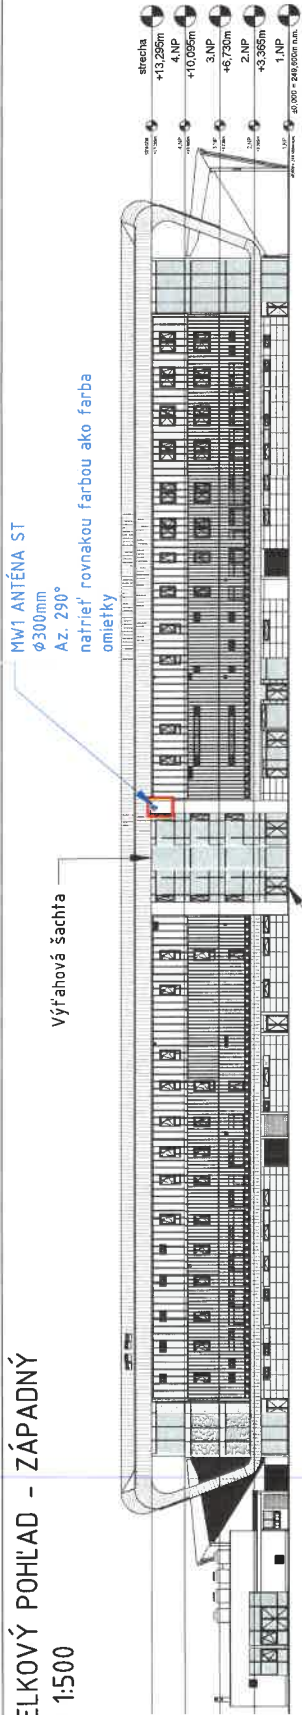 ELKOVÝ POHĽAD - ZÁPADNÝ
1:500
Výťahová šachta
MW1 ANTÉNA ST
ϕ300mm
Az. 290°
natrieť rovnakou farbou ako farba
omietky
strecha
+13,295m
4.NP
+10,095m
3.NP
+6,730m
2.NP
+3,365m
1.NP
±0,000 = 249,600m n.m.